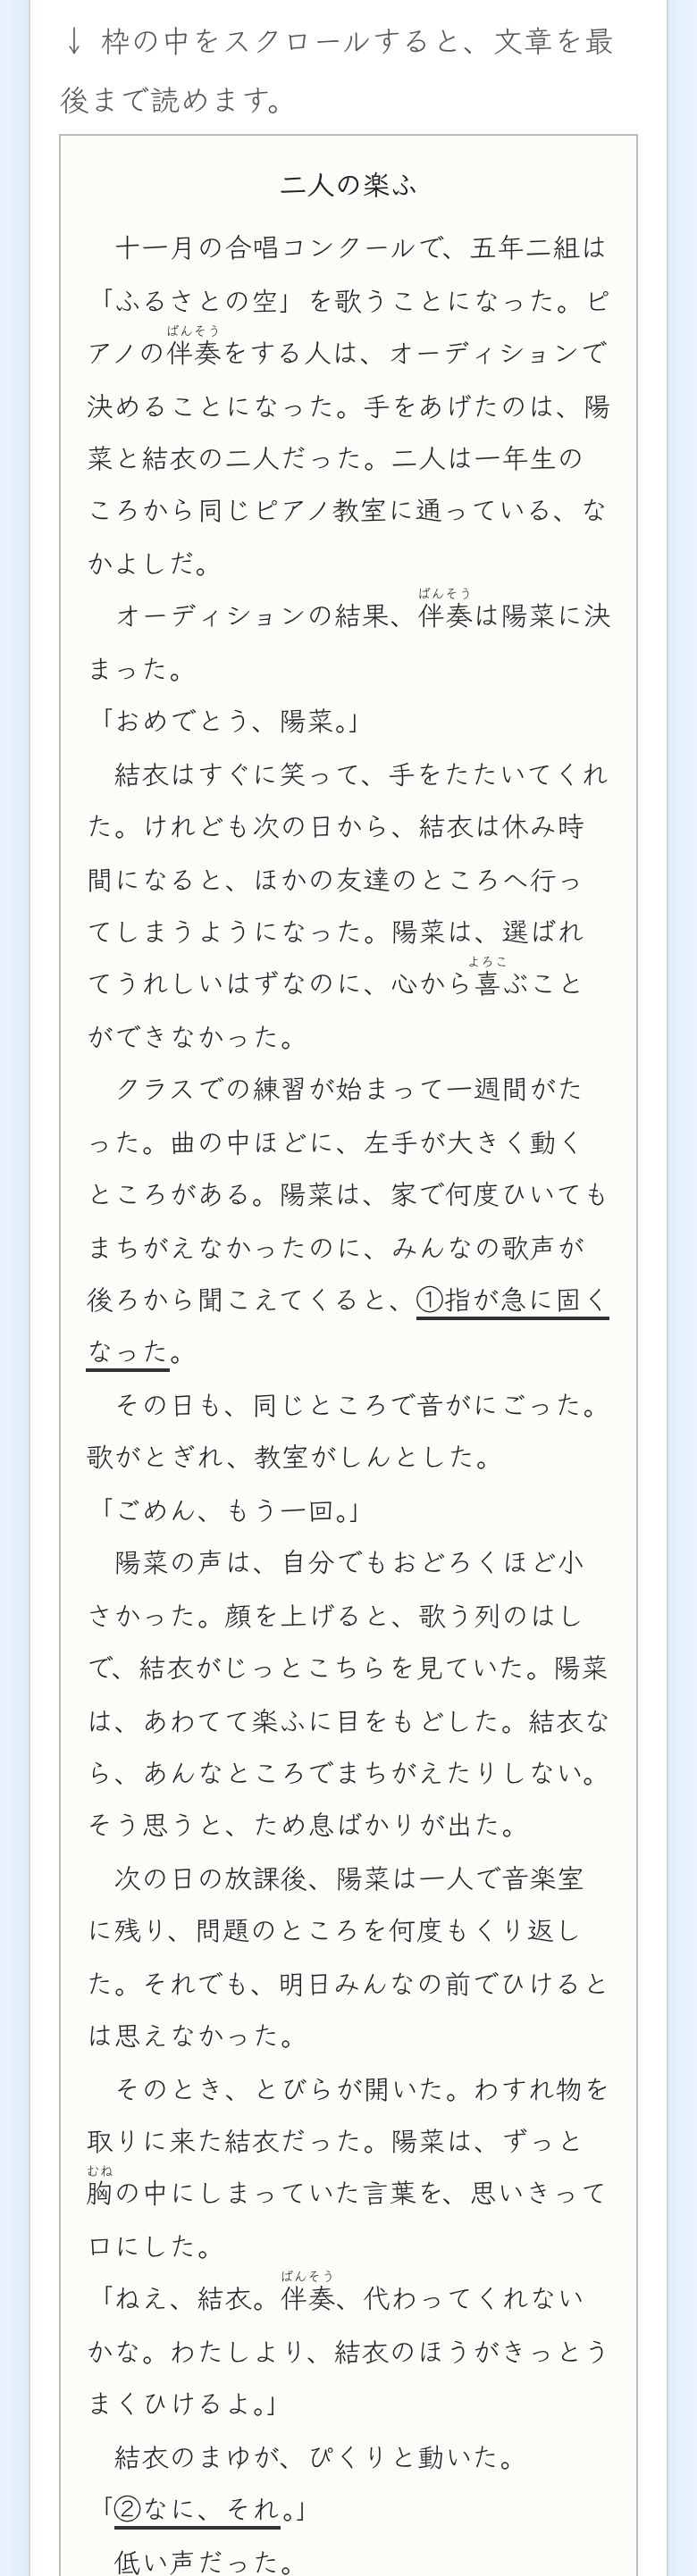 ↓ 枠の中をスクロールすると、文章を最
後まで読めます。
二人の楽ふ
十一月の合唱コンクールで、五年二組は
「ふるさとの空」を歌うことになった。ピ
ばんそう
アノの伴奏をする人は、オーディションで
決めることになった。手をあげたのは、陽
菜と結衣の二人だった。二人は一年生の
ころから同じピアノ教室に通っている、な
かよしだ。
ばんそう
オーディションの結果、伴奏は陽菜に決
まった。
「おめでとう、陽菜。」
結衣はすぐに笑って、手をたたいてくれ
た。けれども次の日から、結衣は休み時
間になると、ほかの友達のところへ行っ
てしまうようになった。陽菜は、選ばれ
よろこ
てうれしいはずなのに、心から喜ぶこと
ができなかった。
クラスでの練習が始まって一週間がた
った。曲の中ほどに、左手が大きく動く
ところがある。陽菜は、家で何度ひいても
まちがえなかったのに、みんなの歌声が
後ろから聞こえてくると、①指が急に固く
なった。
その日も、同じところで音がにごった。
歌がとぎれ、教室がしんとした。
「ごめん、もう一回。」
陽菜の声は、自分でもおどろくほど小
さかった。顔を上げると、歌う列のはし
で、結衣がじっとこちらを見ていた。陽菜
は、あわてて楽ふに目をもどした。結衣な
ら、あんなところでまちがえたりしない。
そう思うと、ため息ばかりが出た。
次の日の放課後、陽菜は一人で音楽室
に残り、問題のところを何度もくり返し
た。それでも、明日みんなの前でひけると
は思えなかった。
そのとき、とびらが開いた。わすれ物を
取りに来た結衣だった。陽菜は、ずっと
むね
胸の中にしまっていた言葉を、思いきって
口にした。
ばんそう
「ねえ、結衣。伴奏、代わってくれない
かな。わたしより、結衣のほうがきっとう
まくひけるよ。」
結衣のまゆが、ぴくりと動いた。
「②なに、それ。」
低い声だった。